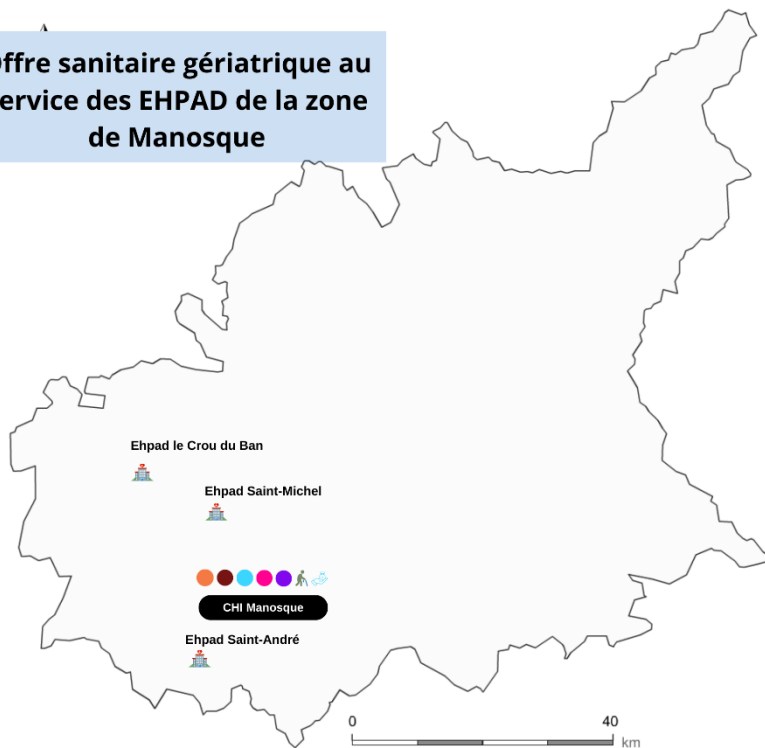 ffre sanitaire gériatrique au
ervice des EHPAD de la zone
de Manosque
Ehpad le Crou du Ban
Ehpad Saint-Michel
CHI Manosque
Ehpad Saint-André
0 40
km